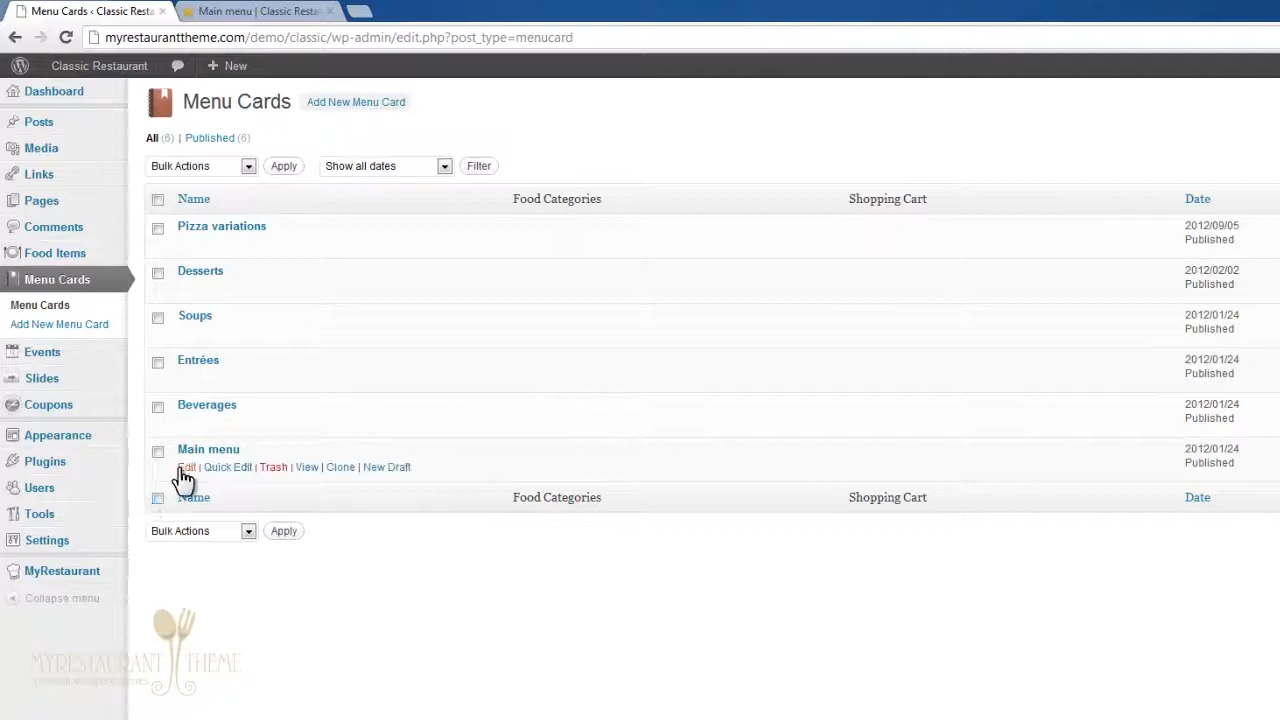 Menu Cards ‹ Classic Resta
Main menu | Classic Resta
myrestauranttheme.com/demo/classic/wp-admin/edit.php?post_type=menucard
Classic Restaurant
+ New
Dashboard
Posts
Media
Links
Pages
Comments
Food Items
Menu Cards
Menu Cards
Add New Menu Card
Events
Slides
Coupons
Appearance
Plugins
Users
Tools
Settings
MyRestaurant
Collapse menu
Menu Cards Add New Menu Card
All (6) | Published (6)
Bulk Actions Apply Show all dates Filter
Name Food Categories Shopping Cart Date
Pizza variations 2012/09/05
Published
Desserts 2012/02/02
Published
Soups 2012/01/24
Published
Entrées 2012/01/24
Published
Beverages 2012/01/24
Published
Main menu 2012/01/24
Edit | Quick Edit | Trash | View | Clone | New Draft Published
Name Food Categories Shopping Cart Date
Bulk Actions Apply
MYRESTAURANT THEME